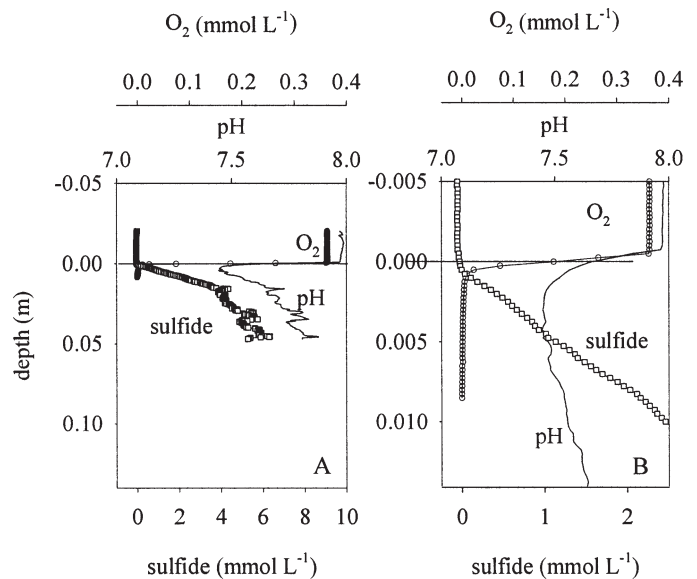 O₂ (mmol L⁻¹)
0.0 0.1 0.2 0.3 0.4
pH
7.0 7.5 8.0
-0.05
0.00
0.05
0.10
depth (m)
O₂
pH
sulfide
A
0 2 4 6 8 10
sulfide (mmol L⁻¹)
O₂ (mmol L⁻¹)
0.0 0.1 0.2 0.3 0.4
pH
7.0 7.5 8.0
-0.005
0.000
0.005
0.010
O₂
sulfide
pH
B
0 1 2
sulfide (mmol L⁻¹)